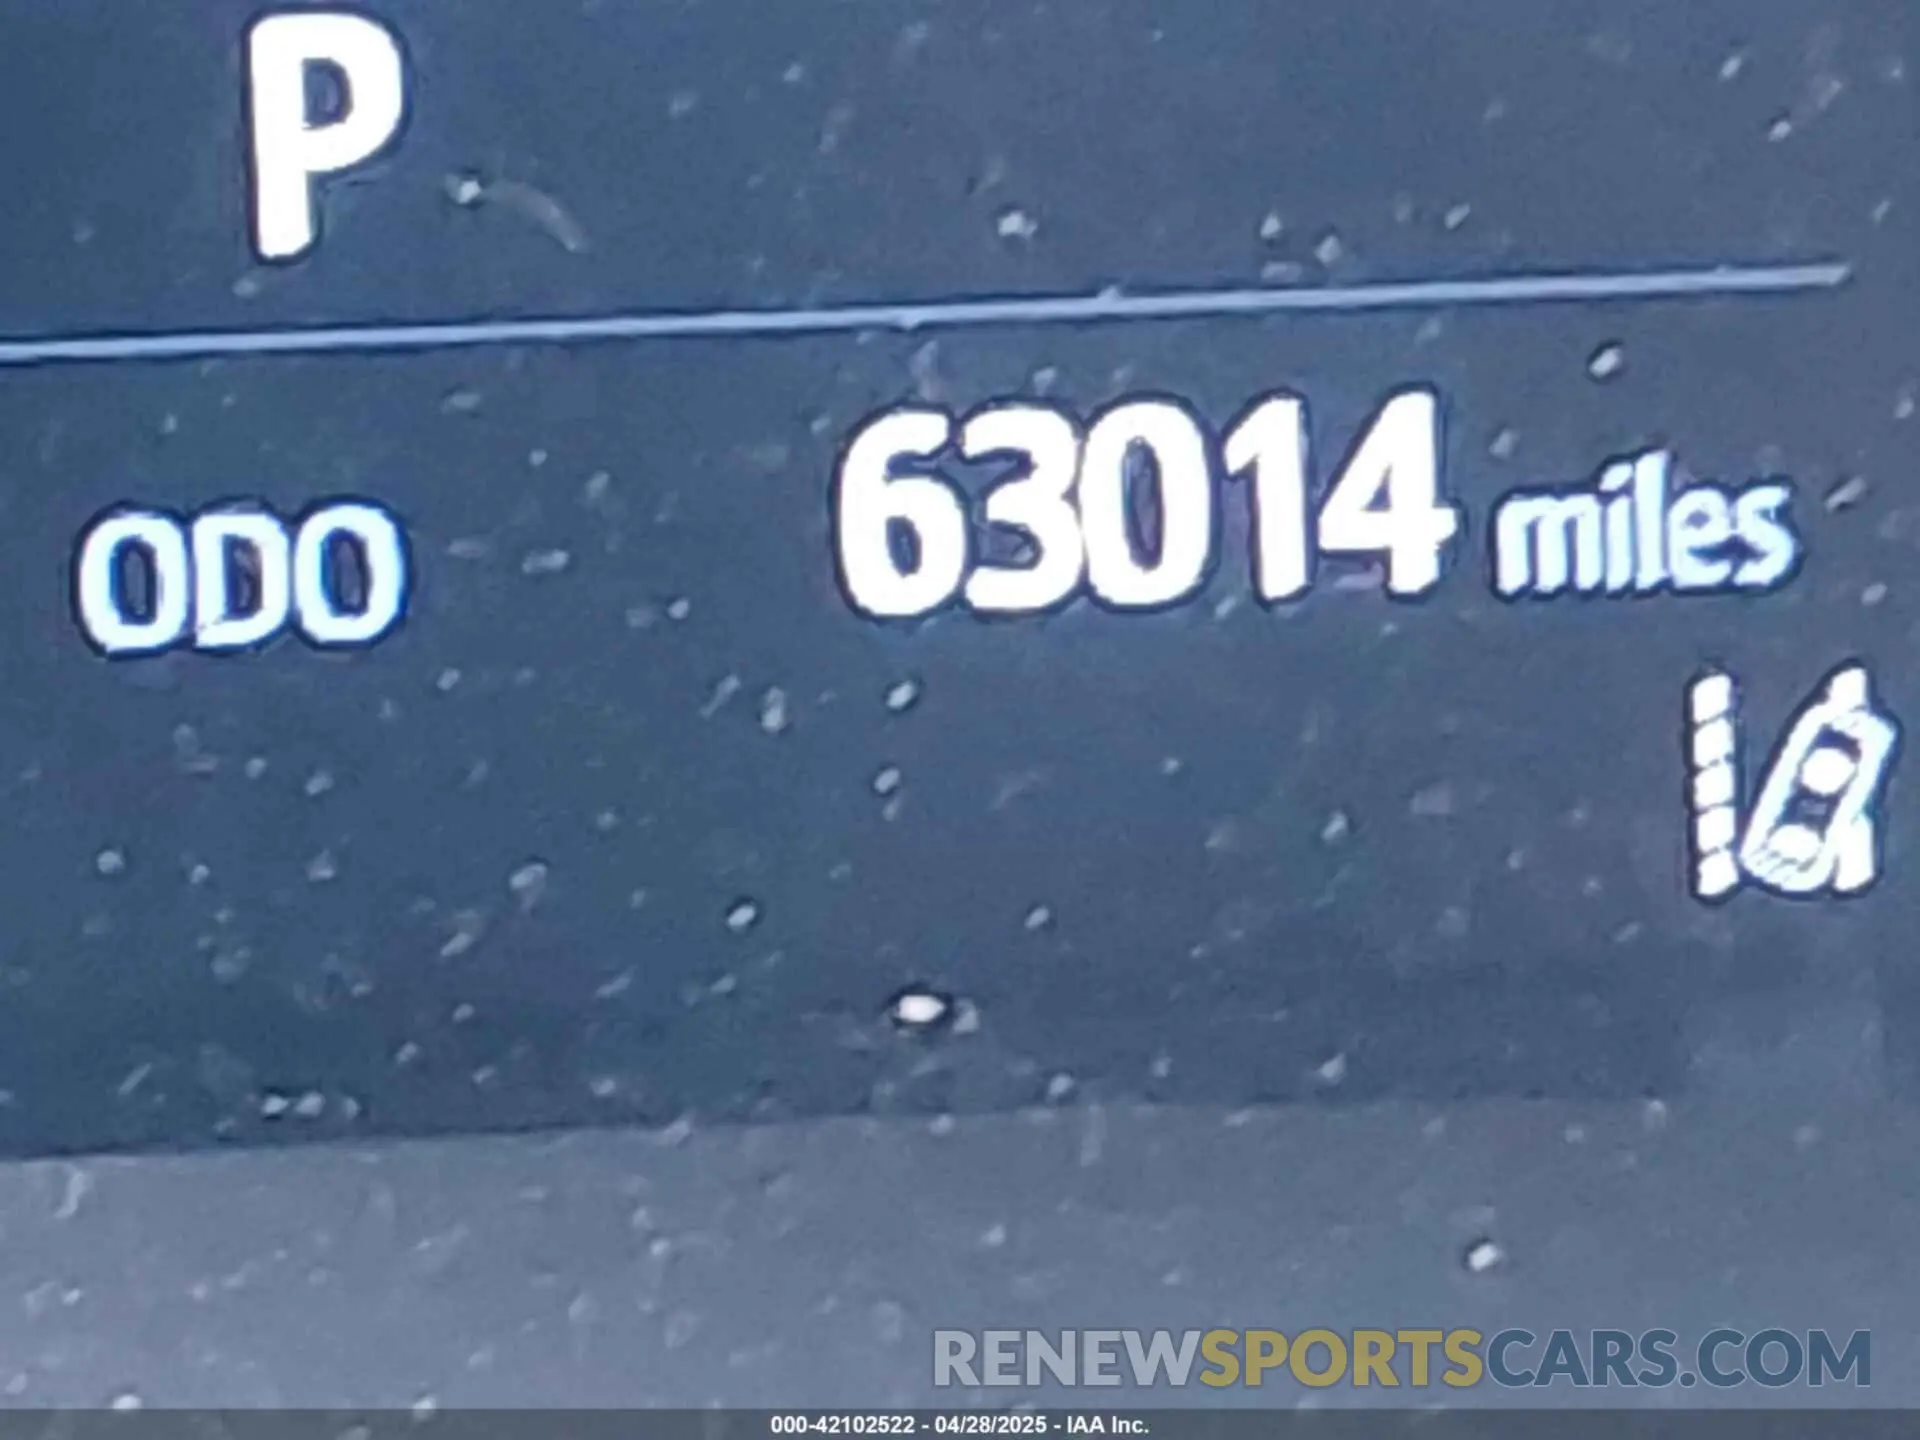 P
ODO 63014 miles
RENEWSPORTSCARS.COM
000-42102522 - 04/28/2025 - IAA Inc.